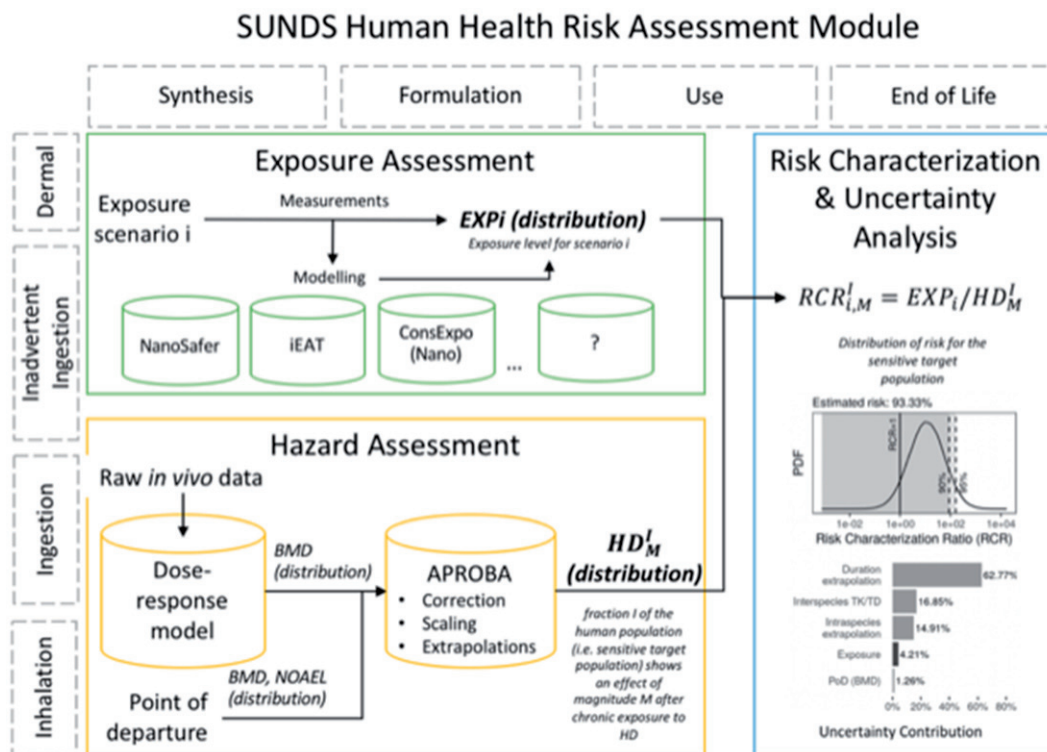 SUNDS Human Health Risk Assessment Module
Synthesis
Formulation
Use
End of Life
Dermal
Inadvertent
Ingestion
Ingestion
Inhalation
Exposure Assessment
Exposure
scenario i
Measurements
EXPi (distribution)
Exposure level for scenario i
Modelling
NanoSafer
iEAT
ConsExpo
(Nano)
...
?
Hazard Assessment
Raw in vivo data
Dose-
response
model
BMD
(distribution)
APROBA
• Correction
• Scaling
• Extrapolations
BMD, NOAEL
(distribution)
Point of
departure
HD_M^I
(distribution)
fraction I of the
human population
(i.e. sensitive target
population) shows
an effect of
magnitude M after
chronic exposure to
HD
Risk Characterization
& Uncertainty
Analysis
RCR_{i,M}^I = EXP_i/HD_M^I
Distribution of risk for the
sensitive target
population
Estimated risk: 93.33%
PDF
RCR=1
90%
95%
1e-02 1e+00 1e+02 1e+04
Risk Characterization Ratio (RCR)
Duration
extrapolation
62.77%
Interspecies TK/TD
16.85%
Intraspecies
extrapolation
14.91%
Exposure
4.21%
PoD (BMD)
1.26%
0% 20% 40% 60% 80%
Uncertainty Contribution